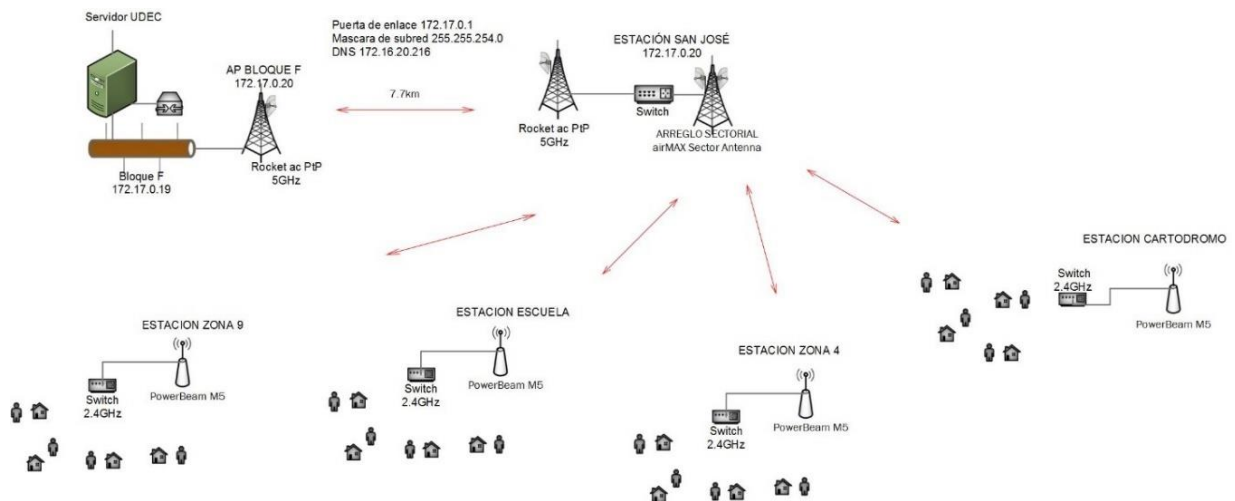 Servidor UDEC
Puerta de enlace 172.17.0.1
Mascara de subred 255.255.254.0
DNS 172.16.20.216
AP BLOQUE F
172.17.0.20
7.7km
Rocket ac PtP
5GHz
Bloque F
172.17.0.19
ESTACIÓN SAN JOSÉ
172.17.0.20
Switch
Rocket ac PtP
5GHz
ARREGLO SECTORIAL
airMAX Sector Antenna
ESTACION CARTODROMO
Switch
2.4GHz
PowerBeam M5
ESTACION ZONA 9
PowerBeam M5
Switch
2.4GHz
ESTACION ESCUELA
PowerBeam M5
Switch
2.4GHz
ESTACION ZONA 4
PowerBeam M5
Switch
2.4GHz